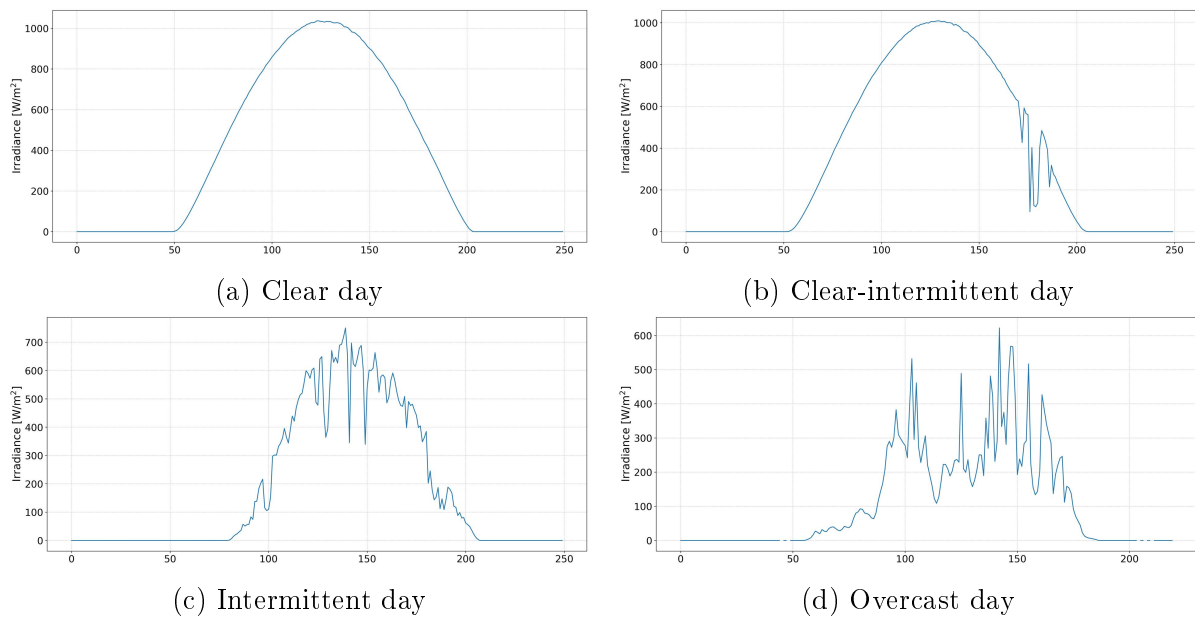 1000
800
600
400
200
0
Irradiance [W/m²]
0 50 100 150 200 250
(a) Clear day
1000
800
600
400
200
0
Irradiance [W/m²]
0 50 100 150 200 250
(b) Clear-intermittent day
700
600
500
400
300
200
100
0
Irradiance [W/m²]
0 50 100 150 200 250
(c) Intermittent day
600
500
400
300
200
100
0
Irradiance [W/m²]
0 50 100 150 200
(d) Overcast day